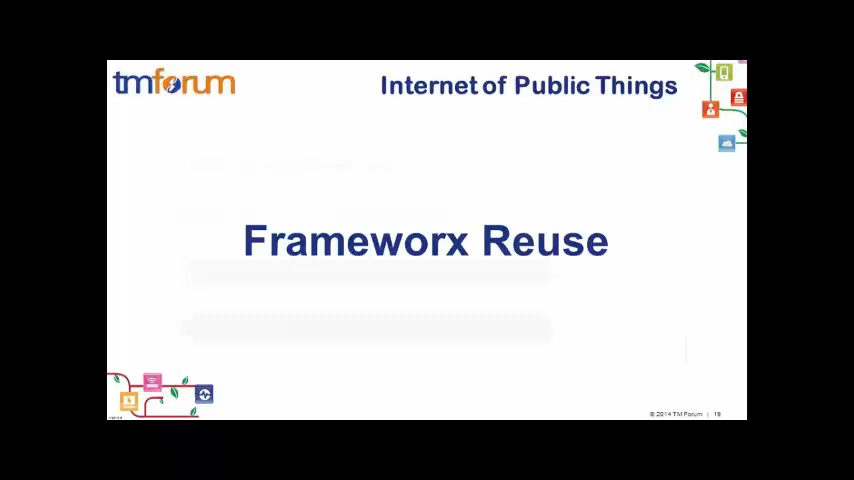 tmforum
Internet of Public Things
Frameworx Reuse
© 2014 TM Forum | 19